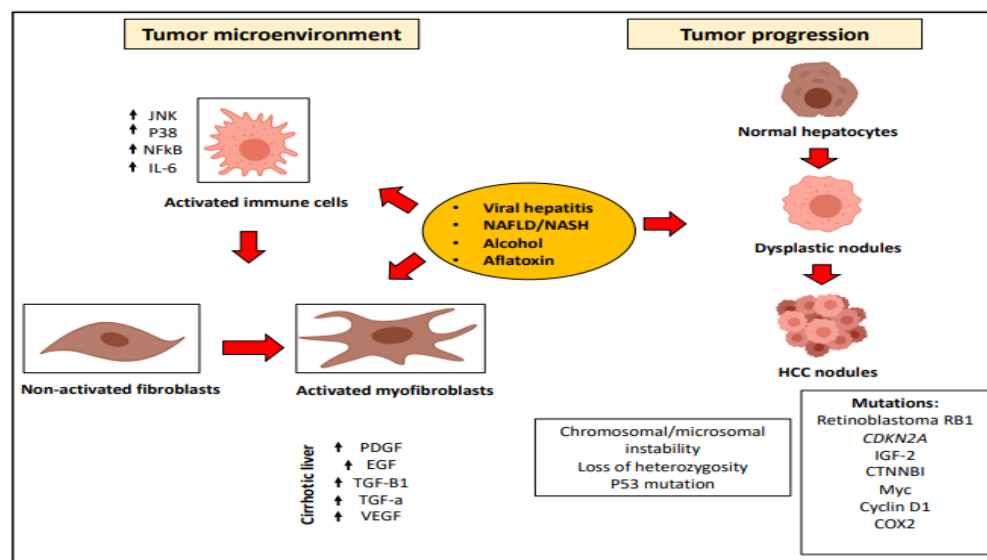 Tumor microenvironment
Tumor progression
JNK
P38
NFkB
IL-6
Activated immune cells
Viral hepatitis
NAFLD/NASH
Alcohol
Aflatoxin
Normal hepatocytes
Dysplastic nodules
HCC nodules
Non-activated fibroblasts
Activated myofibroblasts
Cirrhotic liver
PDGF
EGF
TGF-B1
TGF-a
VEGF
Chromosomal/microsomal
instability
Loss of heterozygosity
P53 mutation
Mutations:
Retinoblastoma RB1
CDKN2A
IGF-2
CTNNBI
Myc
Cyclin D1
COX2